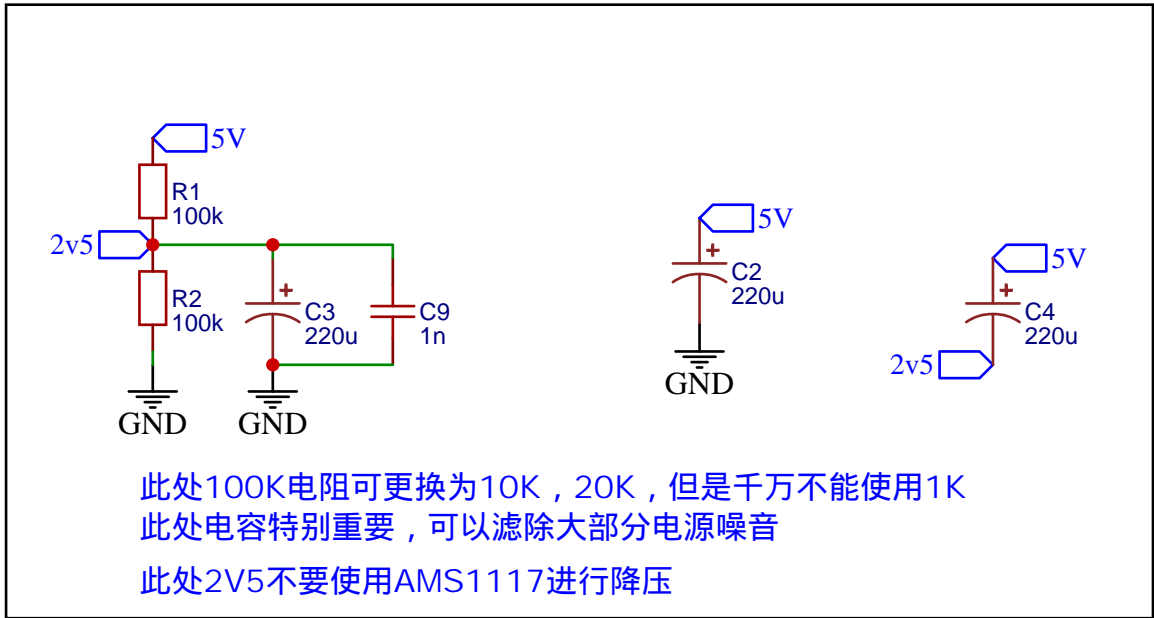 5V
R1
100k
2v5
R2
100k
C3
220u
C9
1n
GND
GND
5V
C2
220u
GND
5V
C4
220u
2v5
此处100K电阻可更换为10K，20K，但是千万不能使用1K
此处电容特别重要，可以滤除大部分电源噪音
此处2V5不要使用AMS1117进行降压